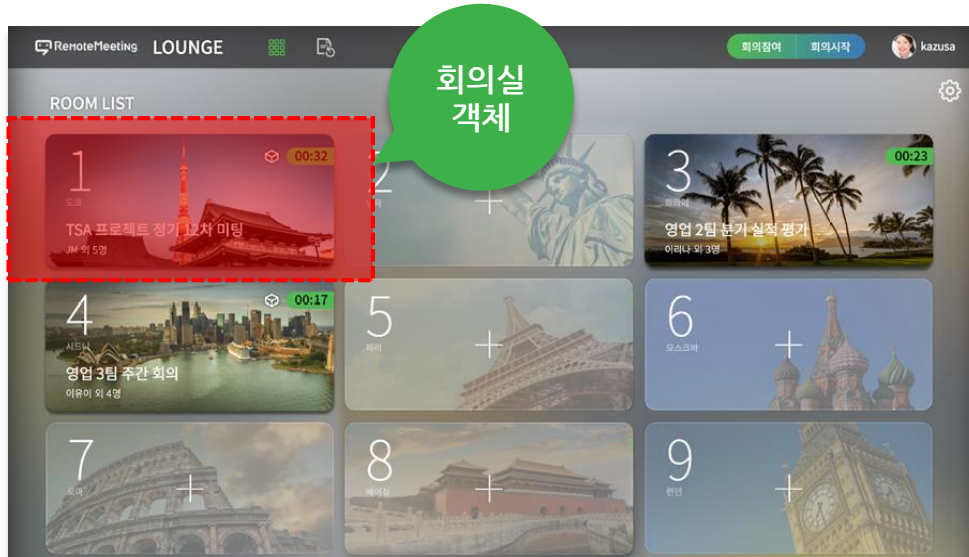 RemoteMeeting LOUNGE
회의참여 회의시작
kazusa
회의실
객체
ROOM LIST
1
00:32
도쿄
TSA 프로젝트 정기 12차 미팅
JM 외 5명
2
3
00:23
하와이
영업 2팀 분기 실적 평가
이리나 외 3명
4
00:17
시드니
영업 3팀 주간 회의
이유이 외 4명
5
파리
6
모스크바
7
로마
8
베이징
9
런던